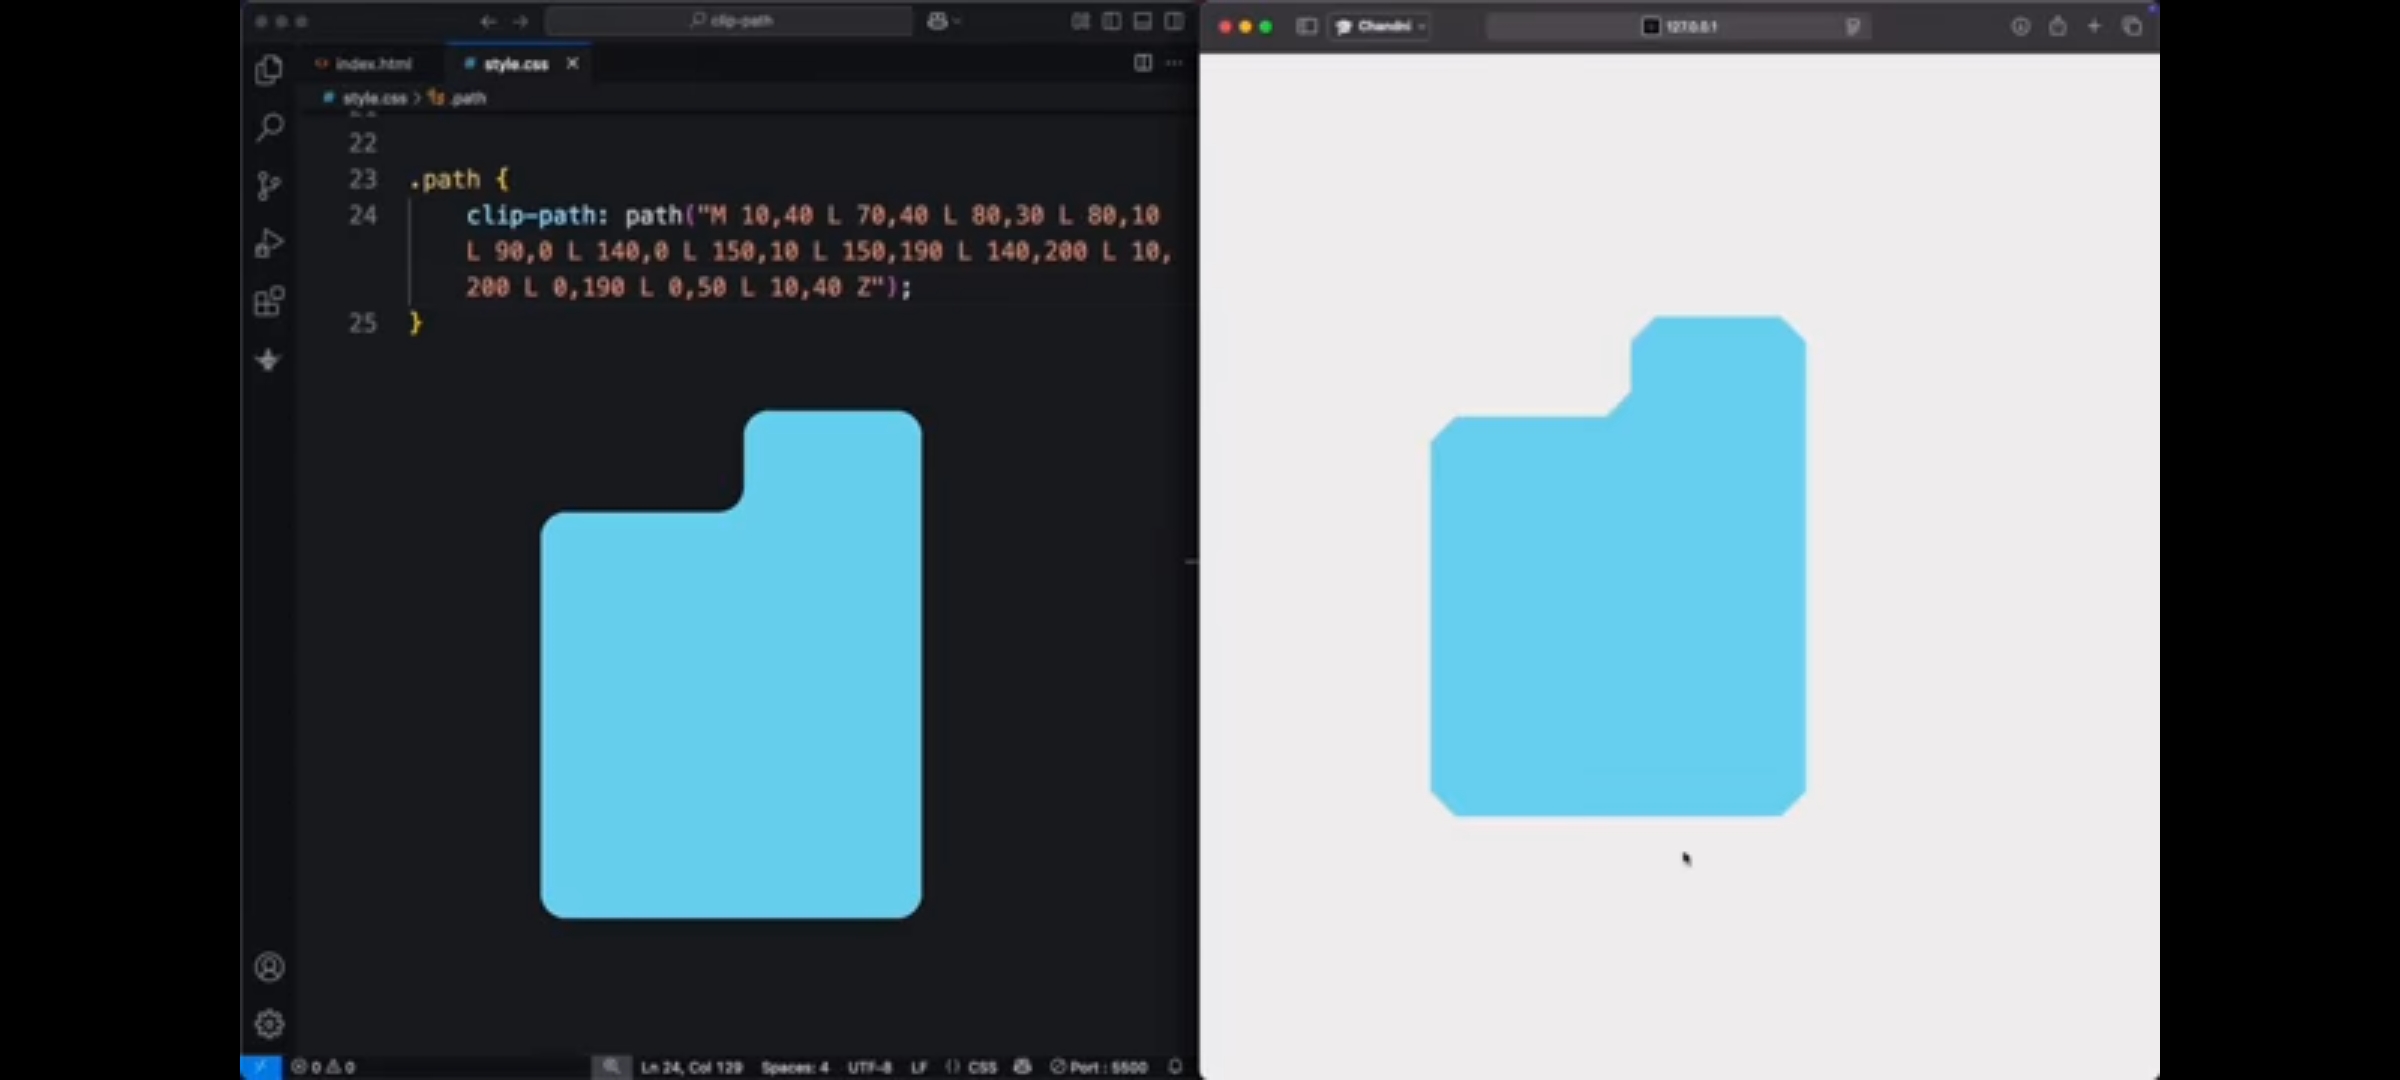 clip-path
index.html
style.css
style.css > .path
22
23 .path {
24 clip-path: path("M 10,40 L 70,40 L 80,30 L 80,10
L 90,0 L 140,0 L 150,10 L 150,190 L 140,200 L 10,
200 L 0,190 L 0,50 L 10,40 Z");
25 }
0 0
Ln 24, Col 129 Spaces: 4 UTF-8 LF {} CSS Port : 5500
Chandni
127.0.0.1